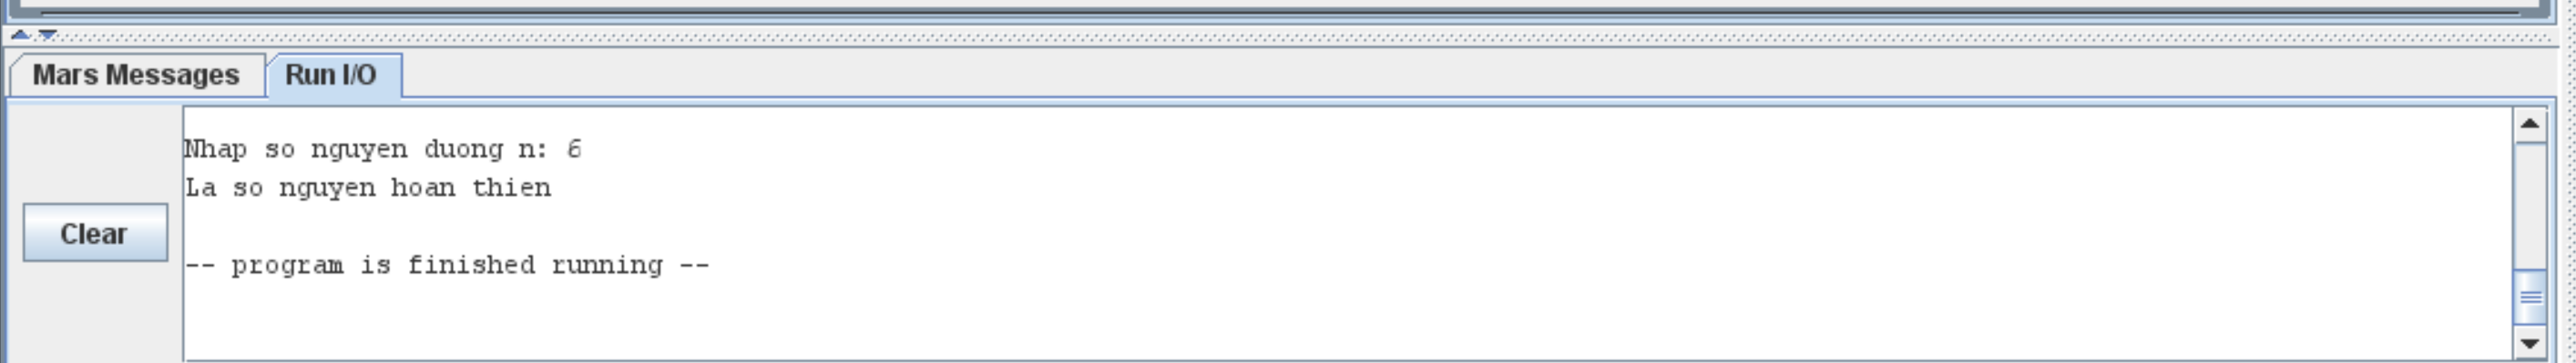 Mars Messages Run I/O
Nhap so nguyen duong n: 6
La so nguyen hoan thien
Clear
-- program is finished running --